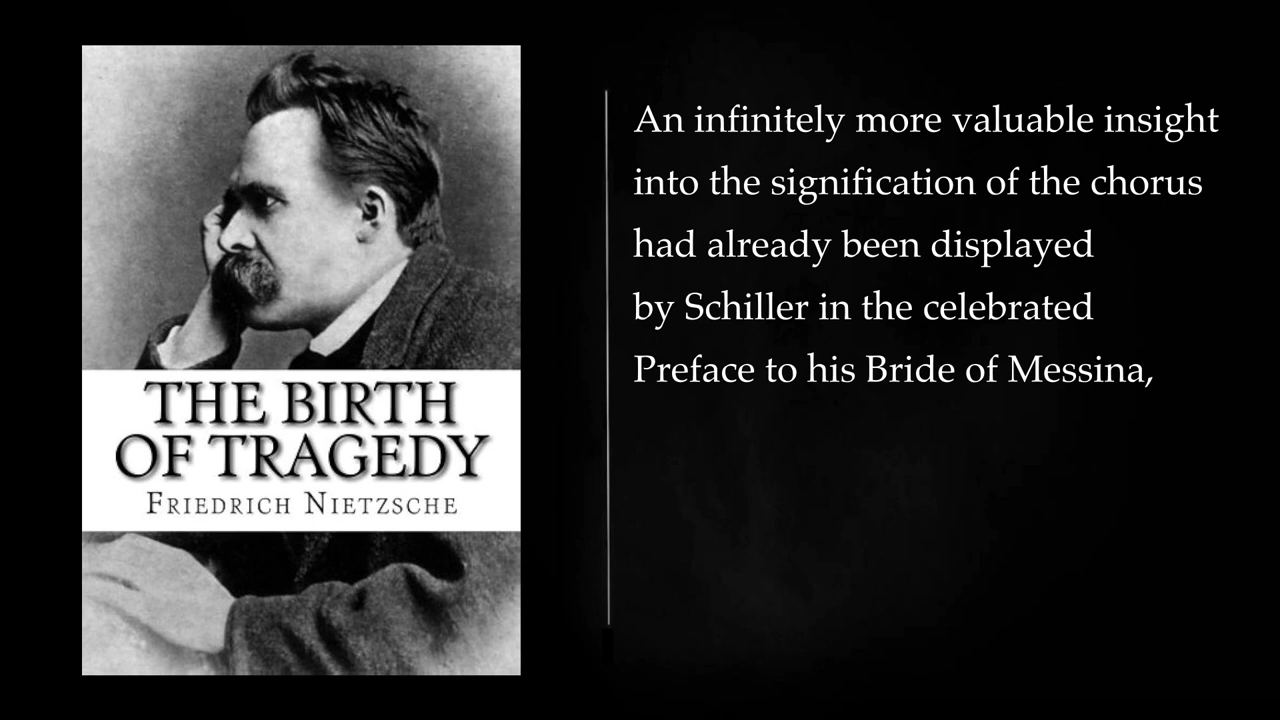 THE BIRTH
OF TRAGEDY
FRIEDRICH NIETZSCHE
An infinitely more valuable insight
into the signification of the chorus
had already been displayed
by Schiller in the celebrated
Preface to his Bride of Messina,